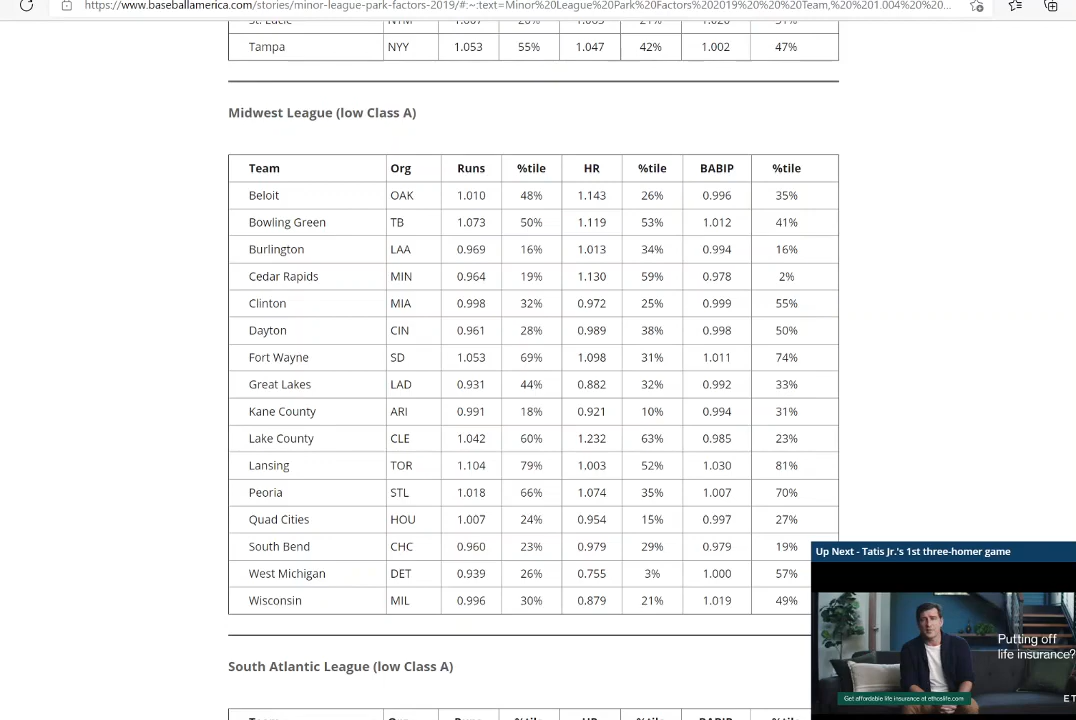 https://www.baseballamerica.com/stories/minor-league-park-factors-2019/#:~:text=Minor%20League%20Park%20Factors%202019%20%20%20Team,%20%201.004%20%20...
Tampa NYY 1.053 55% 1.047 42% 1.002 47%
Midwest League (low Class A)
Team Org Runs %tile HR %tile BABIP %tile
Beloit OAK 1.010 48% 1.143 26% 0.996 35%
Bowling Green TB 1.073 50% 1.119 53% 1.012 41%
Burlington LAA 0.969 16% 1.013 34% 0.994 16%
Cedar Rapids MIN 0.964 19% 1.130 59% 0.978 2%
Clinton MIA 0.998 32% 0.972 25% 0.999 55%
Dayton CIN 0.961 28% 0.989 38% 0.998 50%
Fort Wayne SD 1.053 69% 1.098 31% 1.011 74%
Great Lakes LAD 0.931 44% 0.882 32% 0.992 33%
Kane County ARI 0.991 18% 0.921 10% 0.994 31%
Lake County CLE 1.042 60% 1.232 63% 0.985 23%
Lansing TOR 1.104 79% 1.003 52% 1.030 81%
Peoria STL 1.018 66% 1.074 35% 1.007 70%
Quad Cities HOU 1.007 24% 0.954 15% 0.997 27%
South Bend CHC 0.960 23% 0.979 29% 0.979 19%
West Michigan DET 0.939 26% 0.755 3% 1.000 57%
Wisconsin MIL 0.996 30% 0.879 21% 1.019 49%
Up Next - Tatis Jr.'s 1st three-homer game
Putting off
life insurance?
Get affordable life insurance at ethoslife.com
ET
South Atlantic League (low Class A)